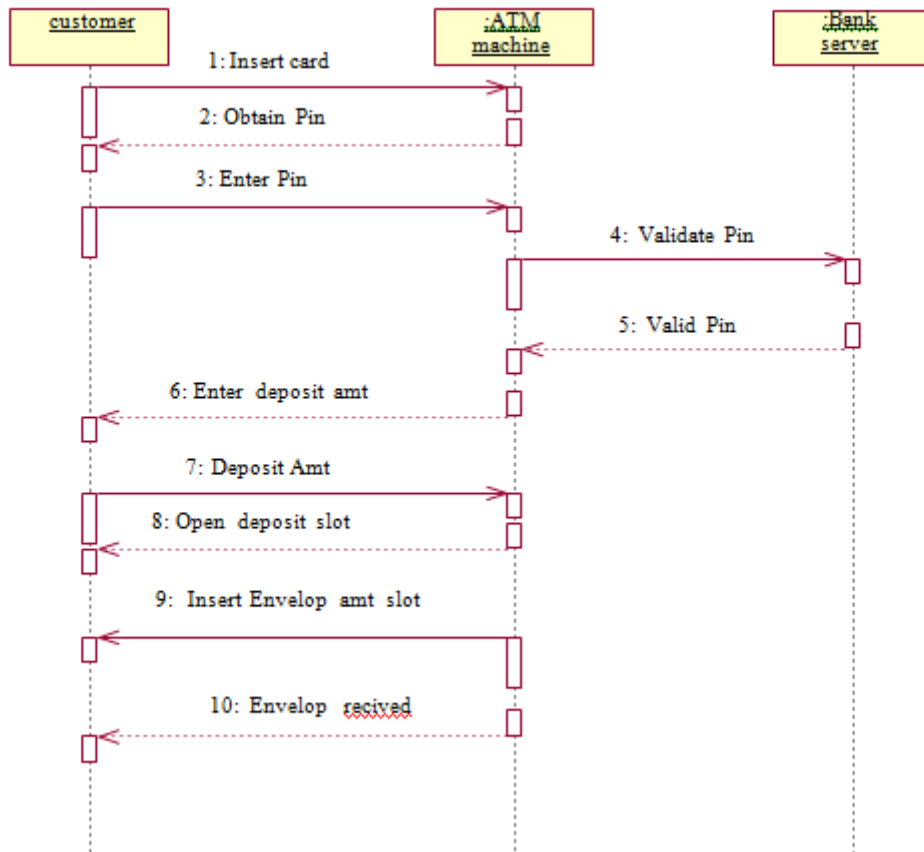 customer
:ATM
machine
:Bank
server
1: Insert card
2: Obtain Pin
3: Enter Pin
4: Validate Pin
5: Valid Pin
6: Enter deposit amt
7: Deposit Amt
8: Open deposit slot
9: Insert Envelop amt slot
10: Envelop recived